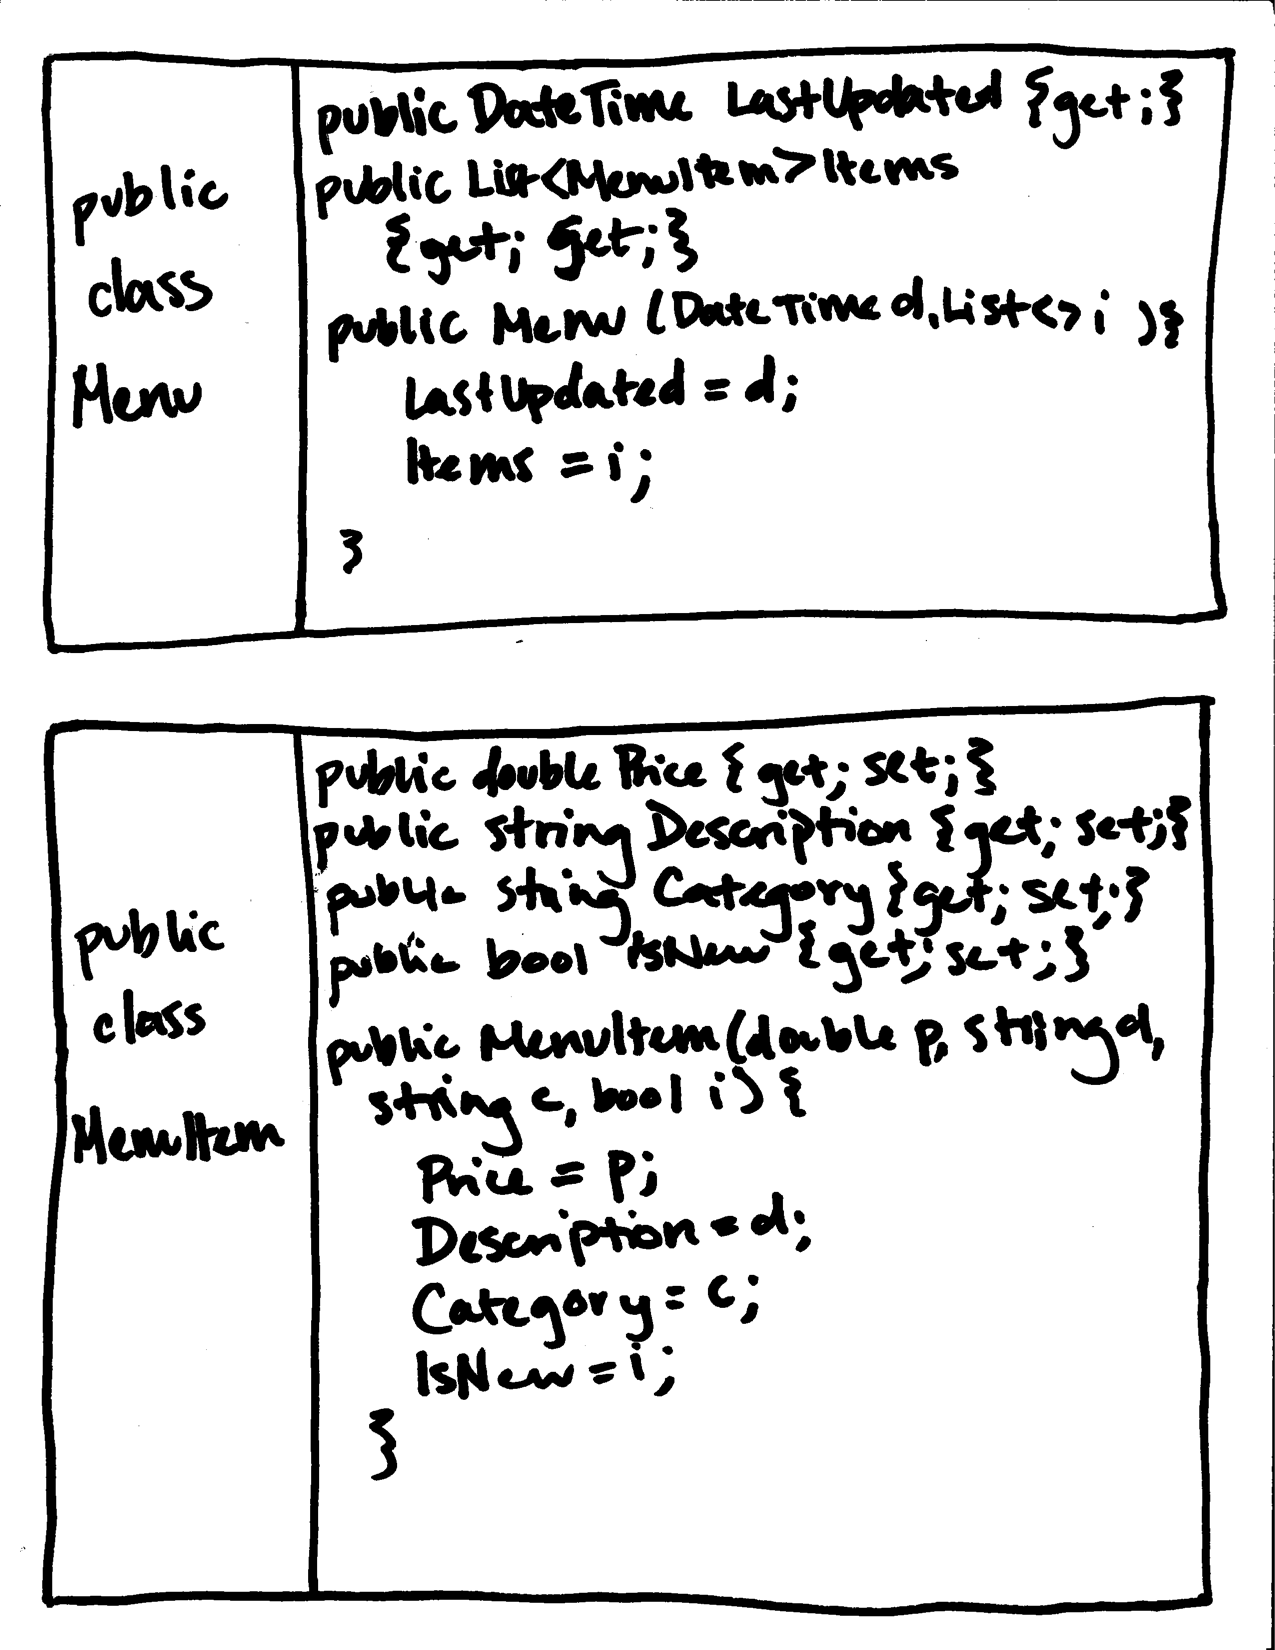 public
class
Menu
public DateTime LastUpdated {get;}
public List<MenuItem> Items
{get; get;}
public Menu (DateTime d, List<> i ){
LastUpdated = d;
Items = i;
}
public
class
MenuItem
public double Price {get; set;}
public string Description {get; set;}
public string Category {get; set;}
public bool IsNew {get; set;}
public MenuItem(double p, string d,
string c, bool i) {
Price = p;
Description = d;
Category = c;
IsNew = i;
}